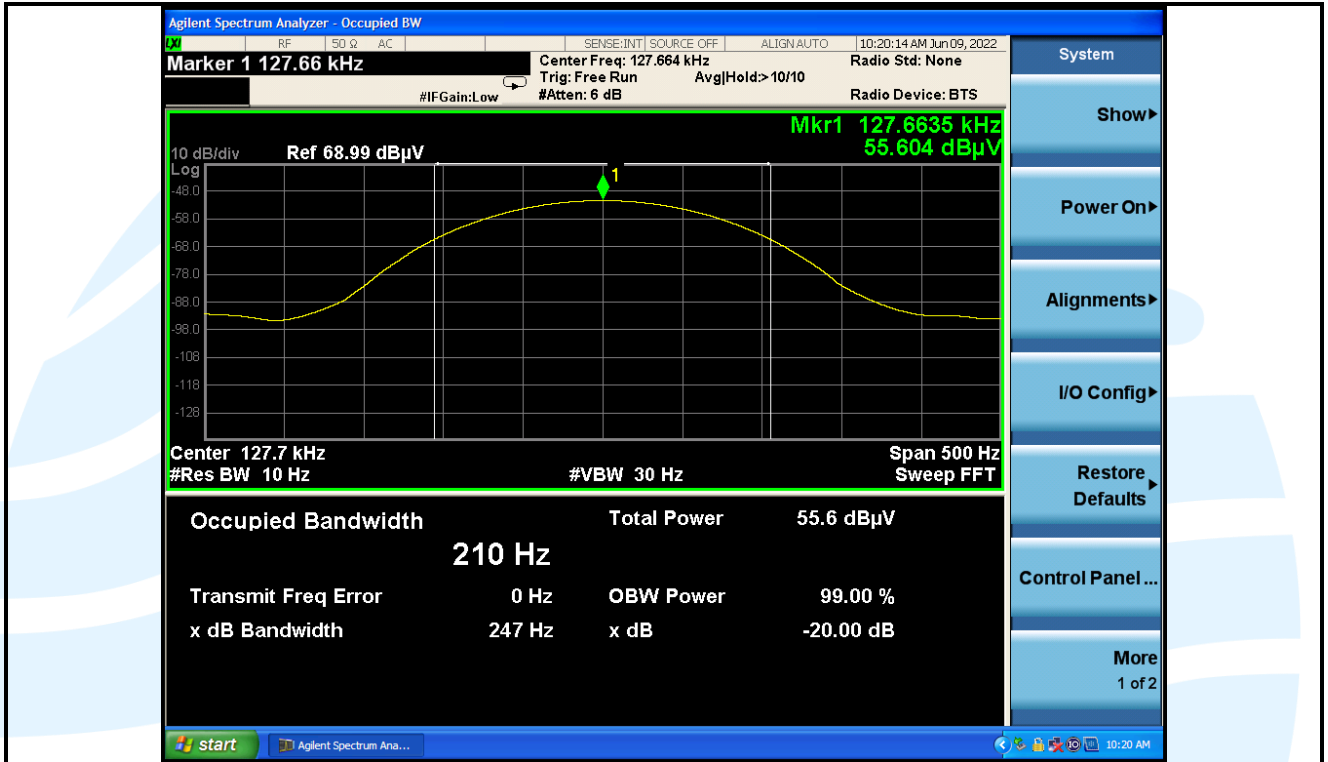 Agilent Spectrum Analyzer - Occupied BW
LXI RF 50 Ω AC SENSE:INT SOURCE OFF ALIGN AUTO 10:20:14 AM Jun 09, 2022
Marker 1 127.66 kHz
Center Freq: 127.664 kHz
Radio Std: None
Trig: Free Run Avg|Hold:> 10/10
#IFGain:Low
#Atten: 6 dB
Radio Device: BTS
Mkr1 127.6635 kHz
55.604 dBµV
10 dB/div Ref 68.99 dBµV
Log
1
-48.0
-58.0
-68.0
-78.0
-88.0
-98.0
-108
-118
-128
Center 127.7 kHz Span 500 Hz
#Res BW 10 Hz #VBW 30 Hz Sweep FFT
Occupied Bandwidth Total Power 55.6 dBµV
210 Hz
Transmit Freq Error 0 Hz OBW Power 99.00 %
x dB Bandwidth 247 Hz x dB -20.00 dB
System
Show
Power On
Alignments
I/O Config
Restore
Defaults
Control Panel...
More
1 of 2
start Agilent Spectrum Ana... 10:20 AM